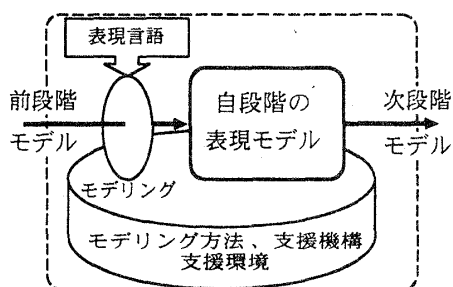 表現言語
前段階
モデル
自段階の
表現モデル
次段階
モデル
モデリング
モデリング方法、支援機構
支援環境